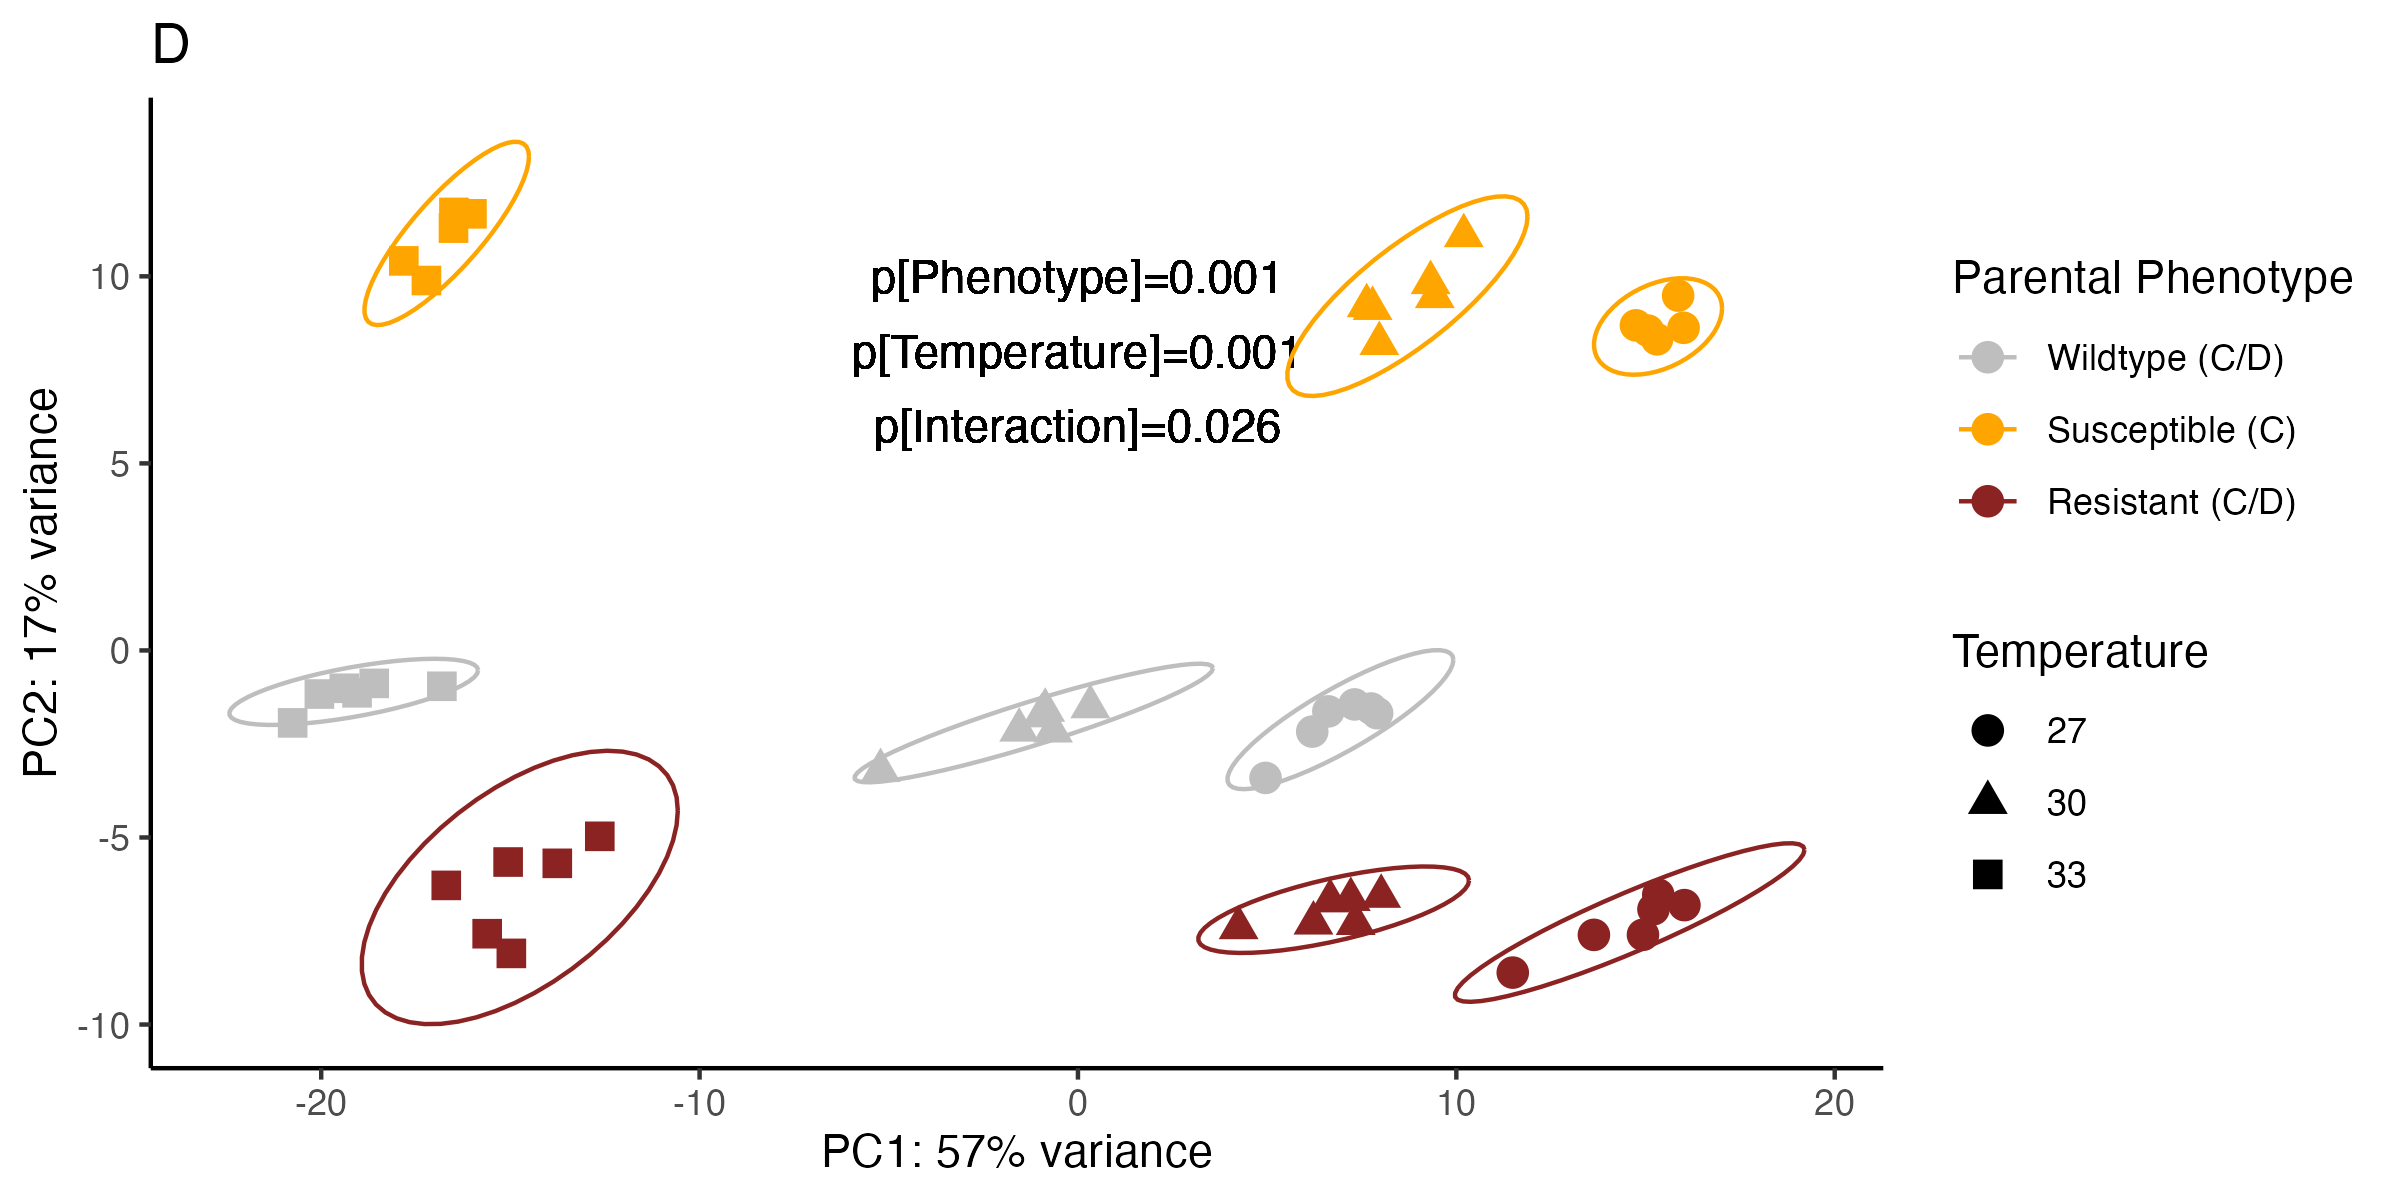 D
p[Phenotype]=0.001
p[Temperature]=0.001
p[Interaction]=0.026
PC2: 17% variance
10
5
0
-5
-10
-20
-10
0
10
20
PC1: 57% variance
Parental Phenotype
Wildtype (C/D)
Susceptible (C)
Resistant (C/D)
Temperature
27
30
33